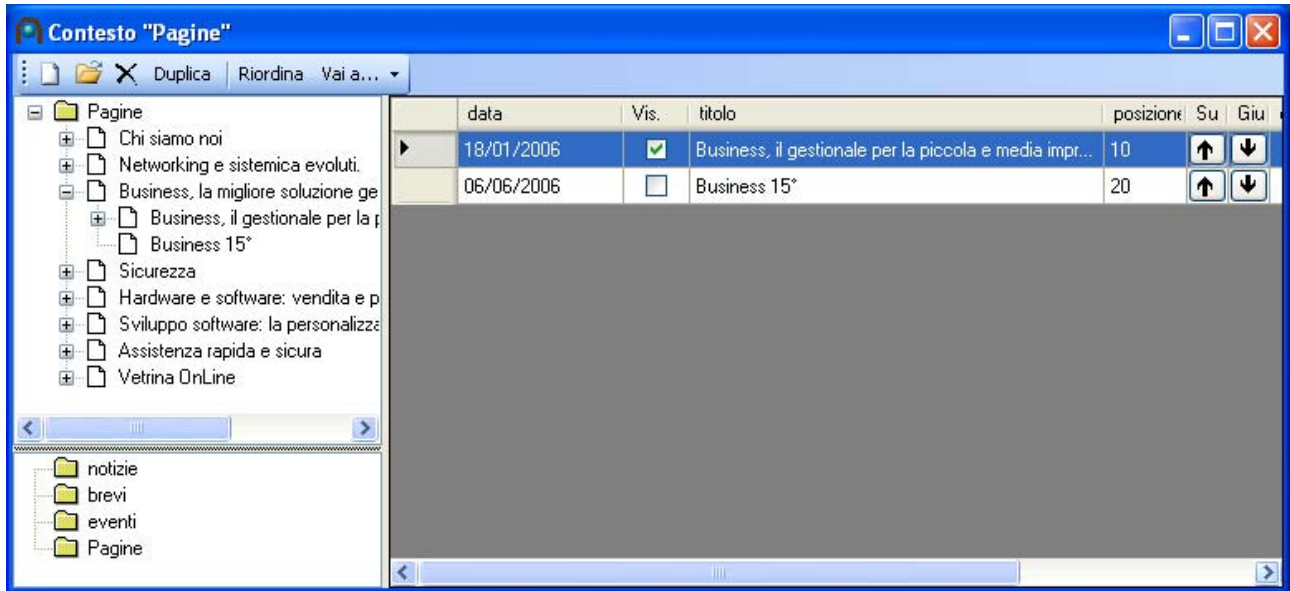 Contesto "Pagine"
Duplica Riordina Vai a...
Pagine
Chi siamo noi
Networking e sistemica evoluti.
Business, la migliore soluzione ge
Business, il gestionale per la p
Business 15°
Sicurezza
Hardware e software: vendita e p
Sviluppo software: la personalizza
Assistenza rapida e sicura
Vetrina OnLine
notizie
brevi
eventi
Pagine
data Vis. titolo posizione Su Giu
18/01/2006 Business, il gestionale per la piccola e media impr... 10
06/06/2006 Business 15° 20